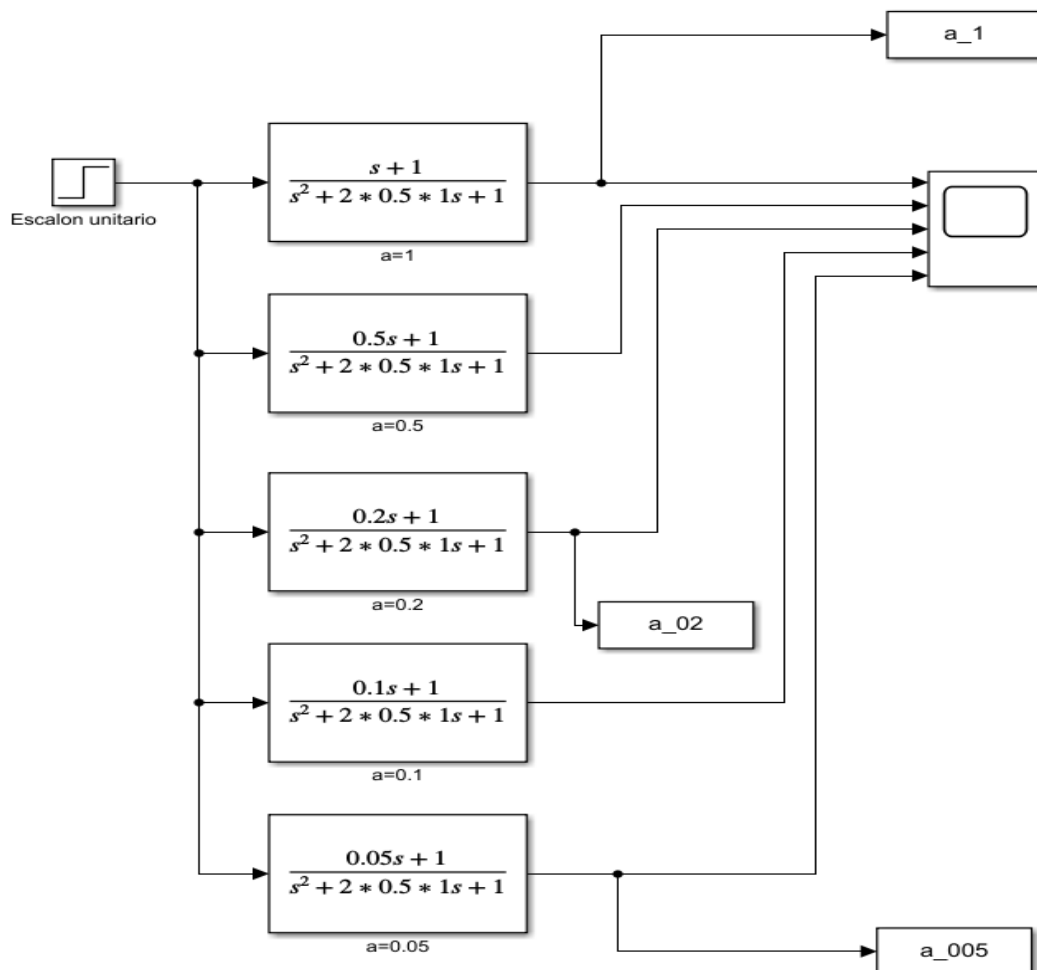 a_1
s + 1
s² + 2 * 0.5 * 1s + 1
Escalon unitario
a=1
0.5s + 1
s² + 2 * 0.5 * 1s + 1
a=0.5
0.2s + 1
s² + 2 * 0.5 * 1s + 1
a=0.2
a_02
0.1s + 1
s² + 2 * 0.5 * 1s + 1
a=0.1
0.05s + 1
s² + 2 * 0.5 * 1s + 1
a=0.05
a_005